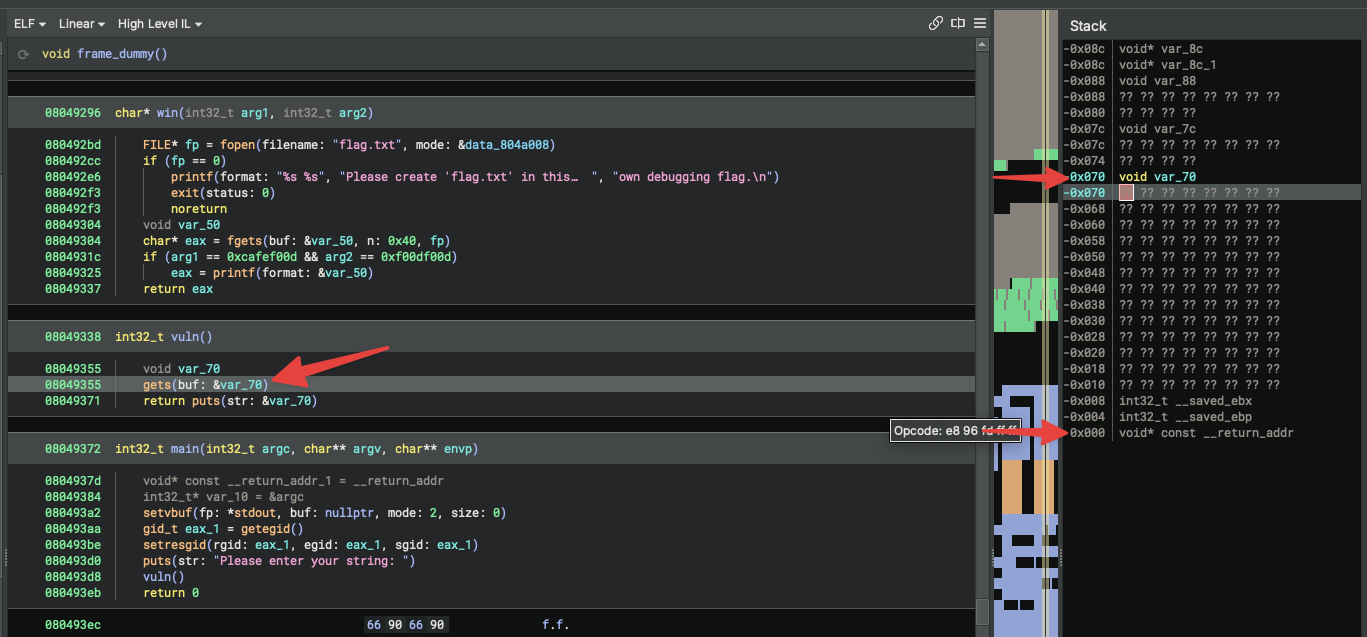 ELF Linear High Level IL
void frame_dummy()
08049296 char* win(int32_t arg1, int32_t arg2)
080492bd FILE* fp = fopen(filename: "flag.txt", mode: &data_804a008)
080492cc if (fp == 0)
080492e6 printf(format: "%s %s", "Please create 'flag.txt' in this… ", "own debugging flag.\n")
080492f3 exit(status: 0)
080492f3 noreturn
08049304 void var_50
08049304 char* eax = fgets(buf: &var_50, n: 0x40, fp)
0804931c if (arg1 == 0xcafef00d && arg2 == 0xf00df00d)
08049325 eax = printf(format: &var_50)
08049337 return eax
08049338 int32_t vuln()
08049355 void var_70
08049355 gets(buf: &var_70)
08049371 return puts(str: &var_70)
08049372 int32_t main(int32_t argc, char** argv, char** envp)
0804937d void* const __return_addr_1 = __return_addr
08049384 int32_t* var_10 = &argc
080493a2 setvbuf(fp: *stdout, buf: nullptr, mode: 2, size: 0)
080493aa gid_t eax_1 = getegid()
080493be setresgid(rgid: eax_1, egid: eax_1, sgid: eax_1)
080493d0 puts(str: "Please enter your string: ")
080493d8 vuln()
080493eb return 0
080493ec 66 90 66 90 f.f.
Opcode: e8 96 fd ff ff
Stack
-0x08c void* var_8c
-0x08c void* var_8c_1
-0x088 void var_88
-0x088 ?? ?? ?? ?? ?? ?? ?? ??
-0x080 ?? ?? ?? ??
-0x07c void var_7c
-0x07c ?? ?? ?? ?? ?? ?? ?? ??
-0x074 ?? ?? ?? ??
-0x070 void var_70
-0x070 ?? ?? ?? ?? ?? ?? ??
-0x068 ?? ?? ?? ?? ?? ?? ?? ??
-0x060 ?? ?? ?? ?? ?? ?? ?? ??
-0x058 ?? ?? ?? ?? ?? ?? ?? ??
-0x050 ?? ?? ?? ?? ?? ?? ?? ??
-0x048 ?? ?? ?? ?? ?? ?? ?? ??
-0x040 ?? ?? ?? ?? ?? ?? ?? ??
-0x038 ?? ?? ?? ?? ?? ?? ?? ??
-0x030 ?? ?? ?? ?? ?? ?? ?? ??
-0x028 ?? ?? ?? ?? ?? ?? ?? ??
-0x020 ?? ?? ?? ?? ?? ?? ?? ??
-0x018 ?? ?? ?? ?? ?? ?? ?? ??
-0x010 ?? ?? ?? ?? ?? ?? ?? ??
-0x008 int32_t __saved_ebx
-0x004 int32_t __saved_ebp
-0x000 void* const __return_addr